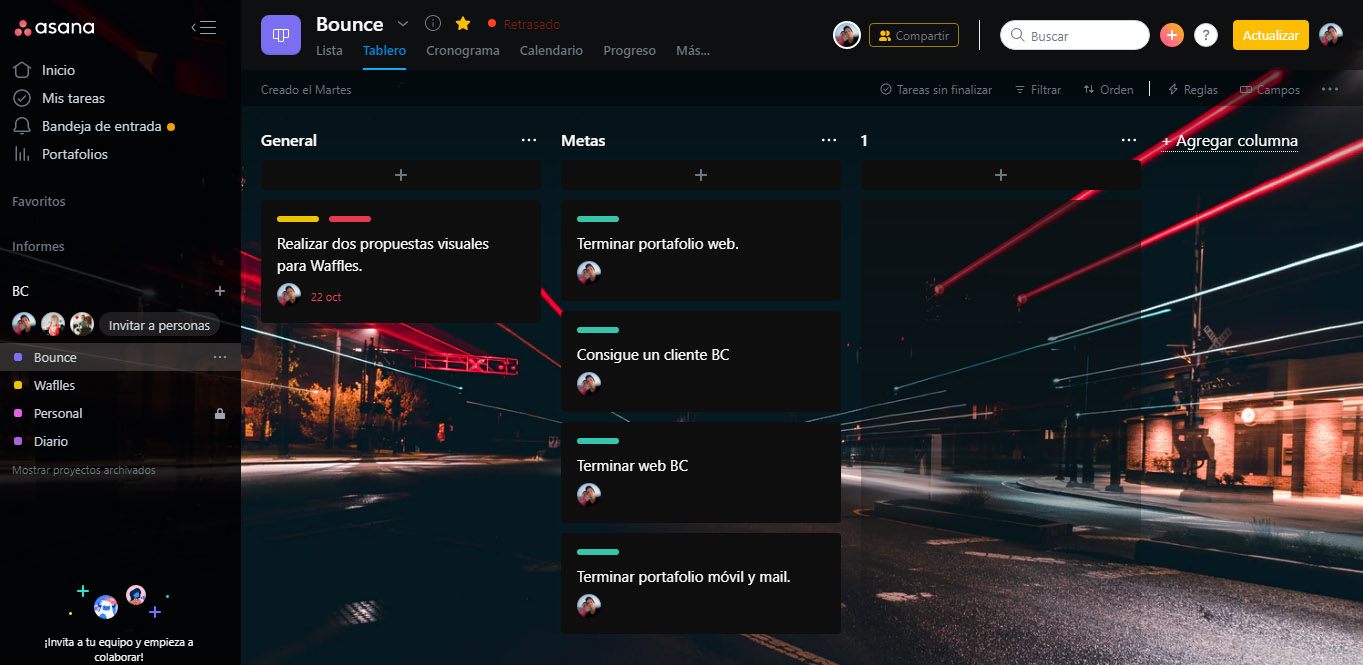 asana
Inicio
Mis tareas
Bandeja de entrada
Portafolios
Favoritos
Informes
BC
Invitar a personas
Bounce
Waflles
Personal
Diario
Mostrar proyectos archivados
¡Invita a tu equipo y empieza a
colaborar!
Bounce
Retrasado
Lista Tablero Cronograma Calendario Progreso Más...
Compartir
Buscar
?
Actualizar
Creado el Martes
Tareas sin finalizar Filtrar Orden Reglas Campos
General
Realizar dos propuestas visuales
para Waffles.
22 oct
Metas
Terminar portafolio web.
Consigue un cliente BC
Terminar web BC
Terminar portafolio móvil y mail.
1
+ Agregar columna